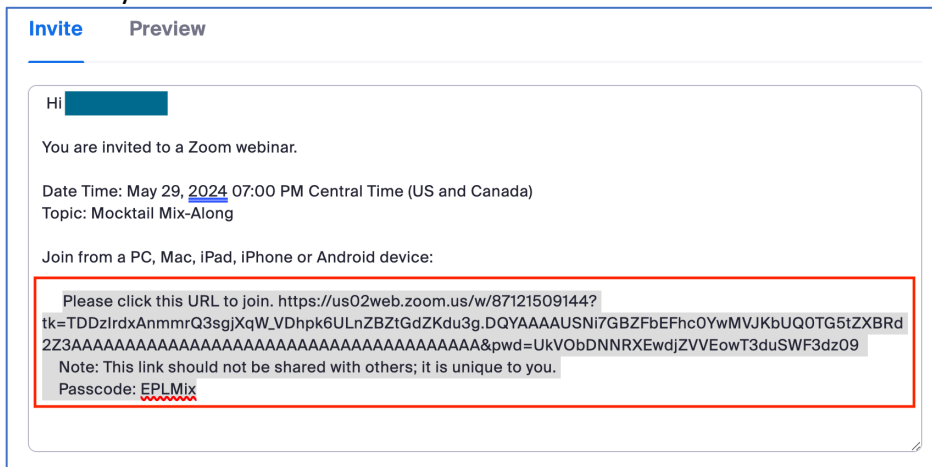 Invite Preview
Hi
You are invited to a Zoom webinar.
Date Time: May 29, 2024 07:00 PM Central Time (US and Canada)
Topic: Mocktail Mix-Along
Join from a PC, Mac, iPad, iPhone or Android device:
Please click this URL to join. https://us02web.zoom.us/w/87121509144?
tk=TDDzIrdxAnmmrQ3sgjXqW_VDhpk6ULnZBZtGdZKdu3g.DQYAAAAUSNi7GBZFbEFhc0YwMVJKbUQ0TG5tZXBRd
2Z3AAAAAAAAAAAAAAAAAAAAAAAAAAAAAAAAAAAAAA&pwd=UkVObDNNRXEwdjZVVEowT3duSWF3dz09
Note: This link should not be shared with others; it is unique to you.
Passcode: EPLMix